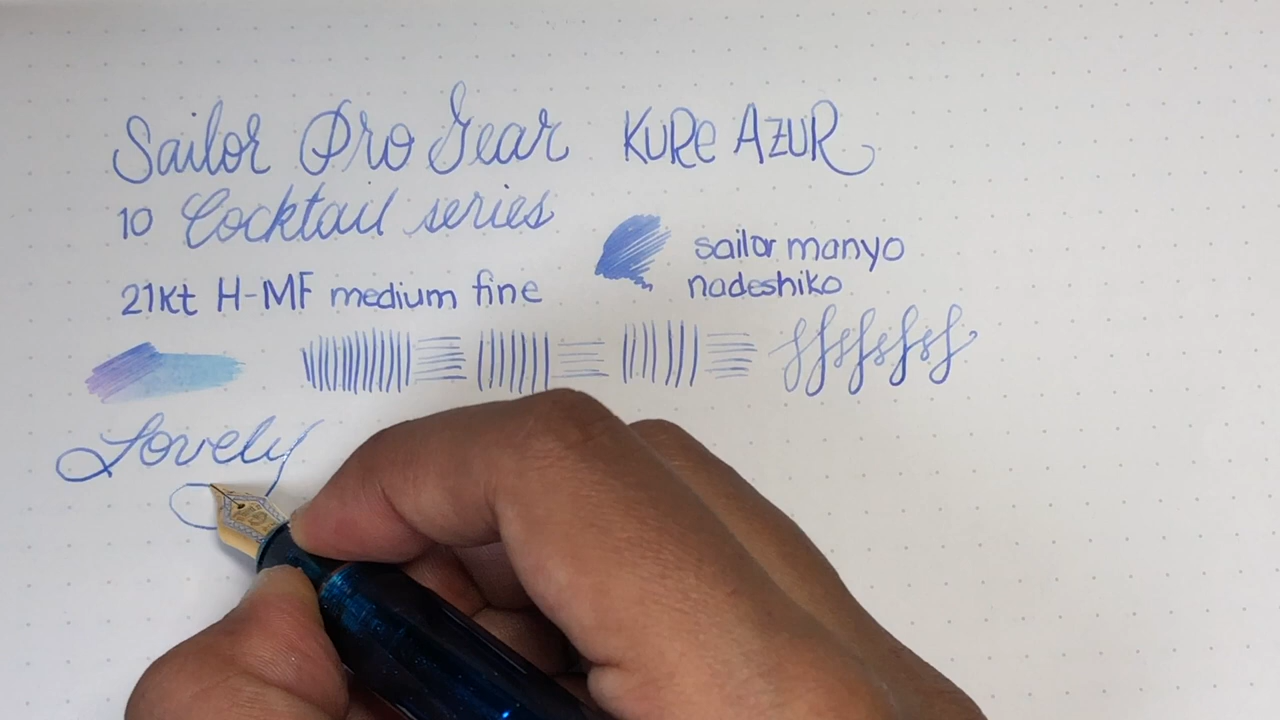 Sailor Pro Gear KURe AZUR
10 Cocktail series
sailor manyo
nadeshiko
21kt H-MF medium fine
Lovely